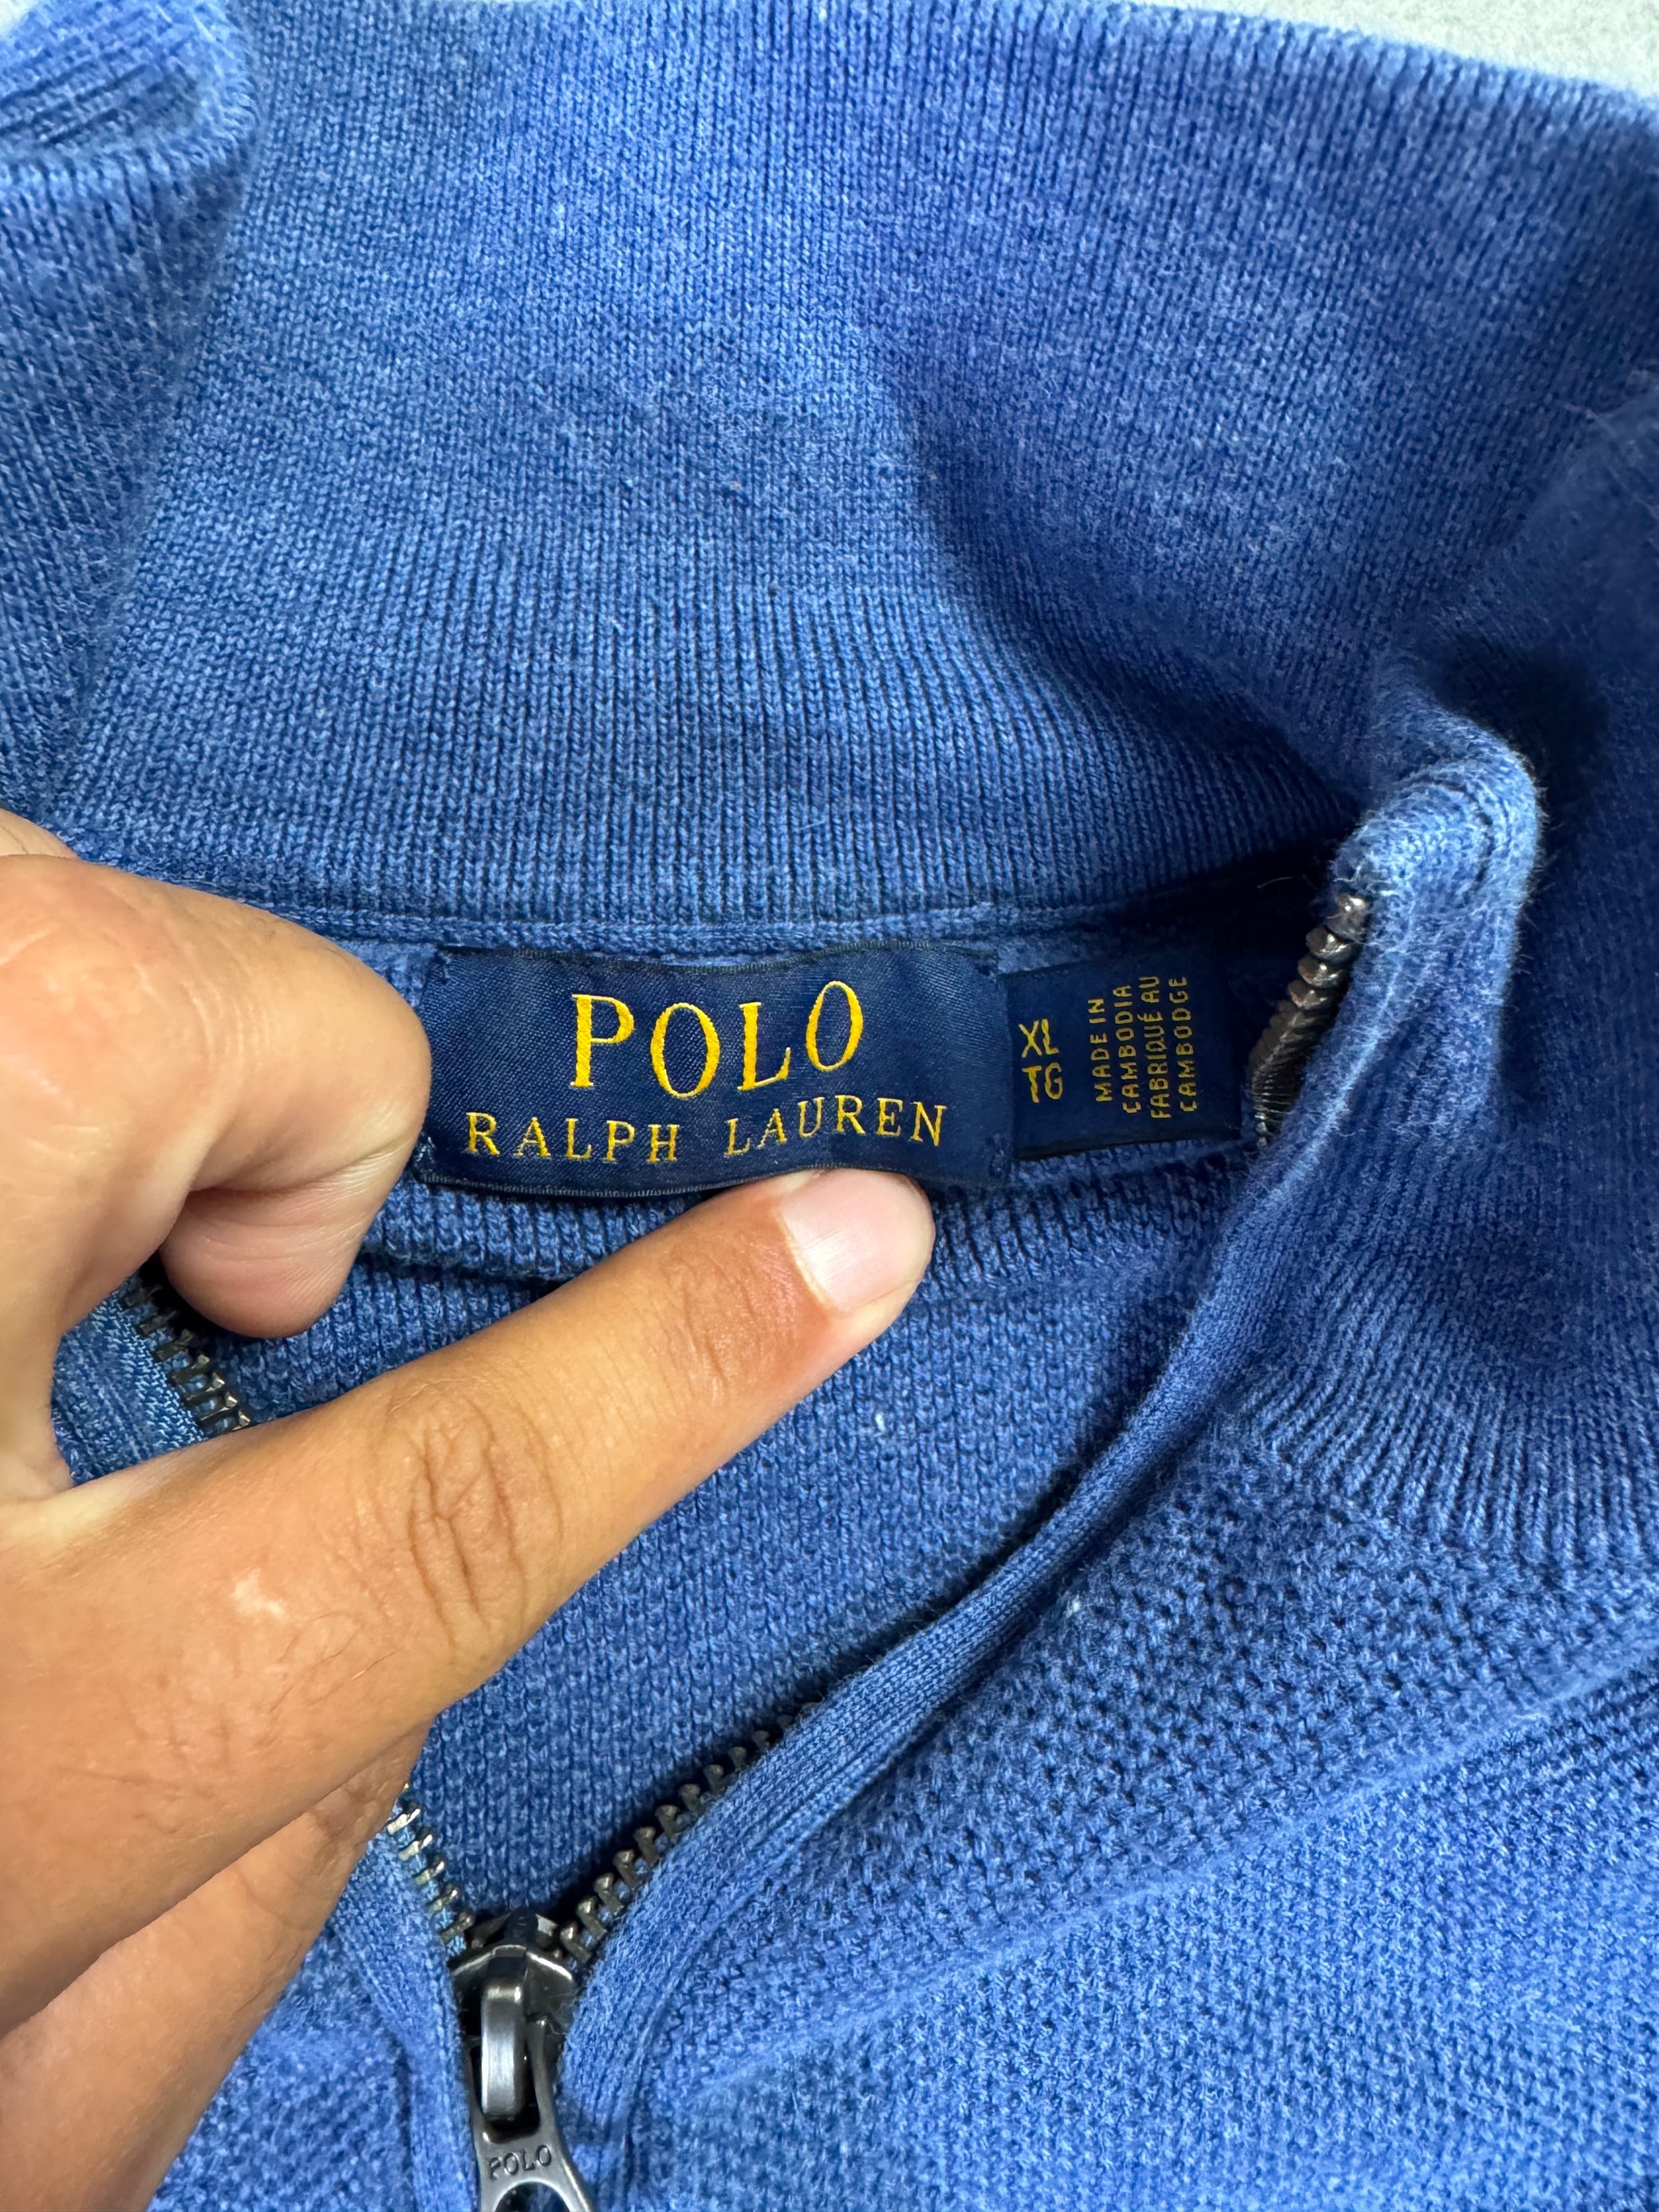 POLO
RALPH LAUREN
XL
TG
MADE IN
CAMBODIA
FABRIQUÉ AU
CAMBODGE
POLO